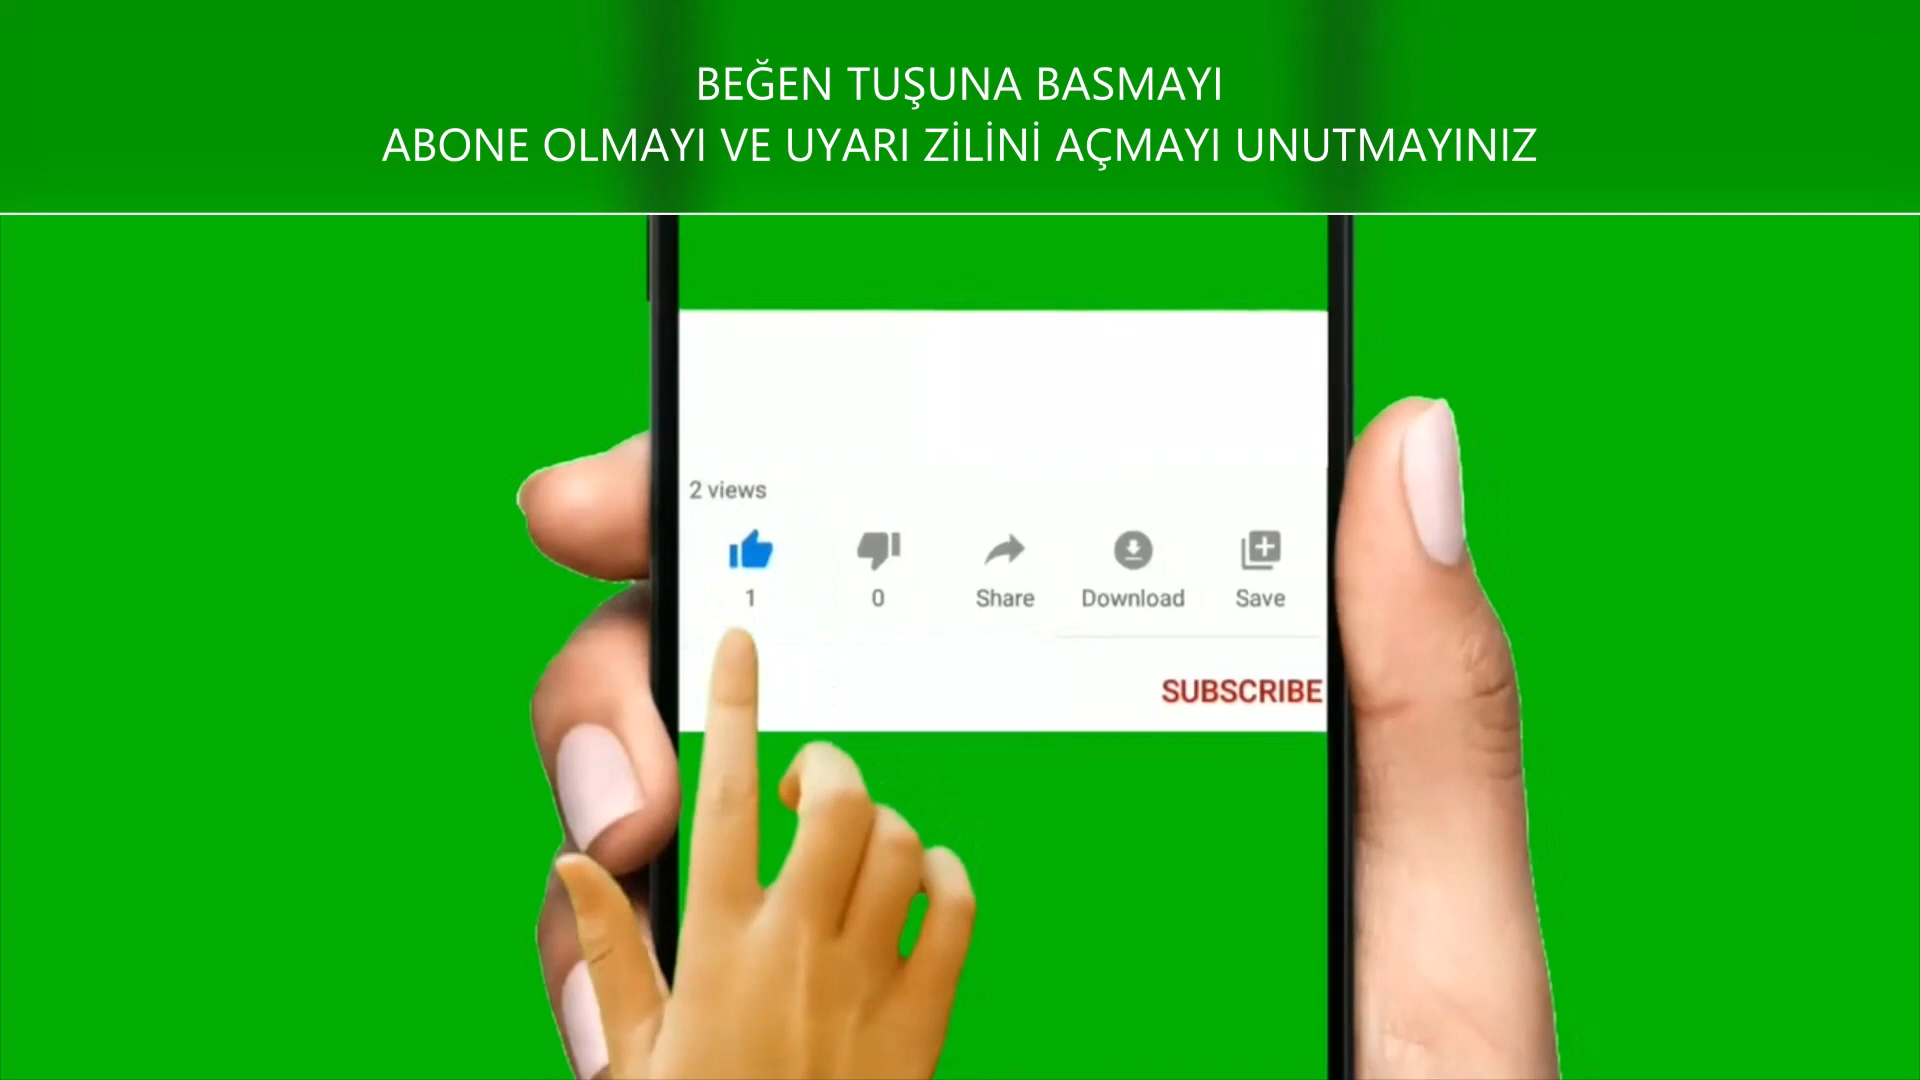 BEĞEN TUŞUNA BASMAYI
ABONE OLMAYI VE UYARI ZİLİNİ AÇMAYI UNUTMAYINIZ
2 views
1 0 Share Download Save
SUBSCRIBE